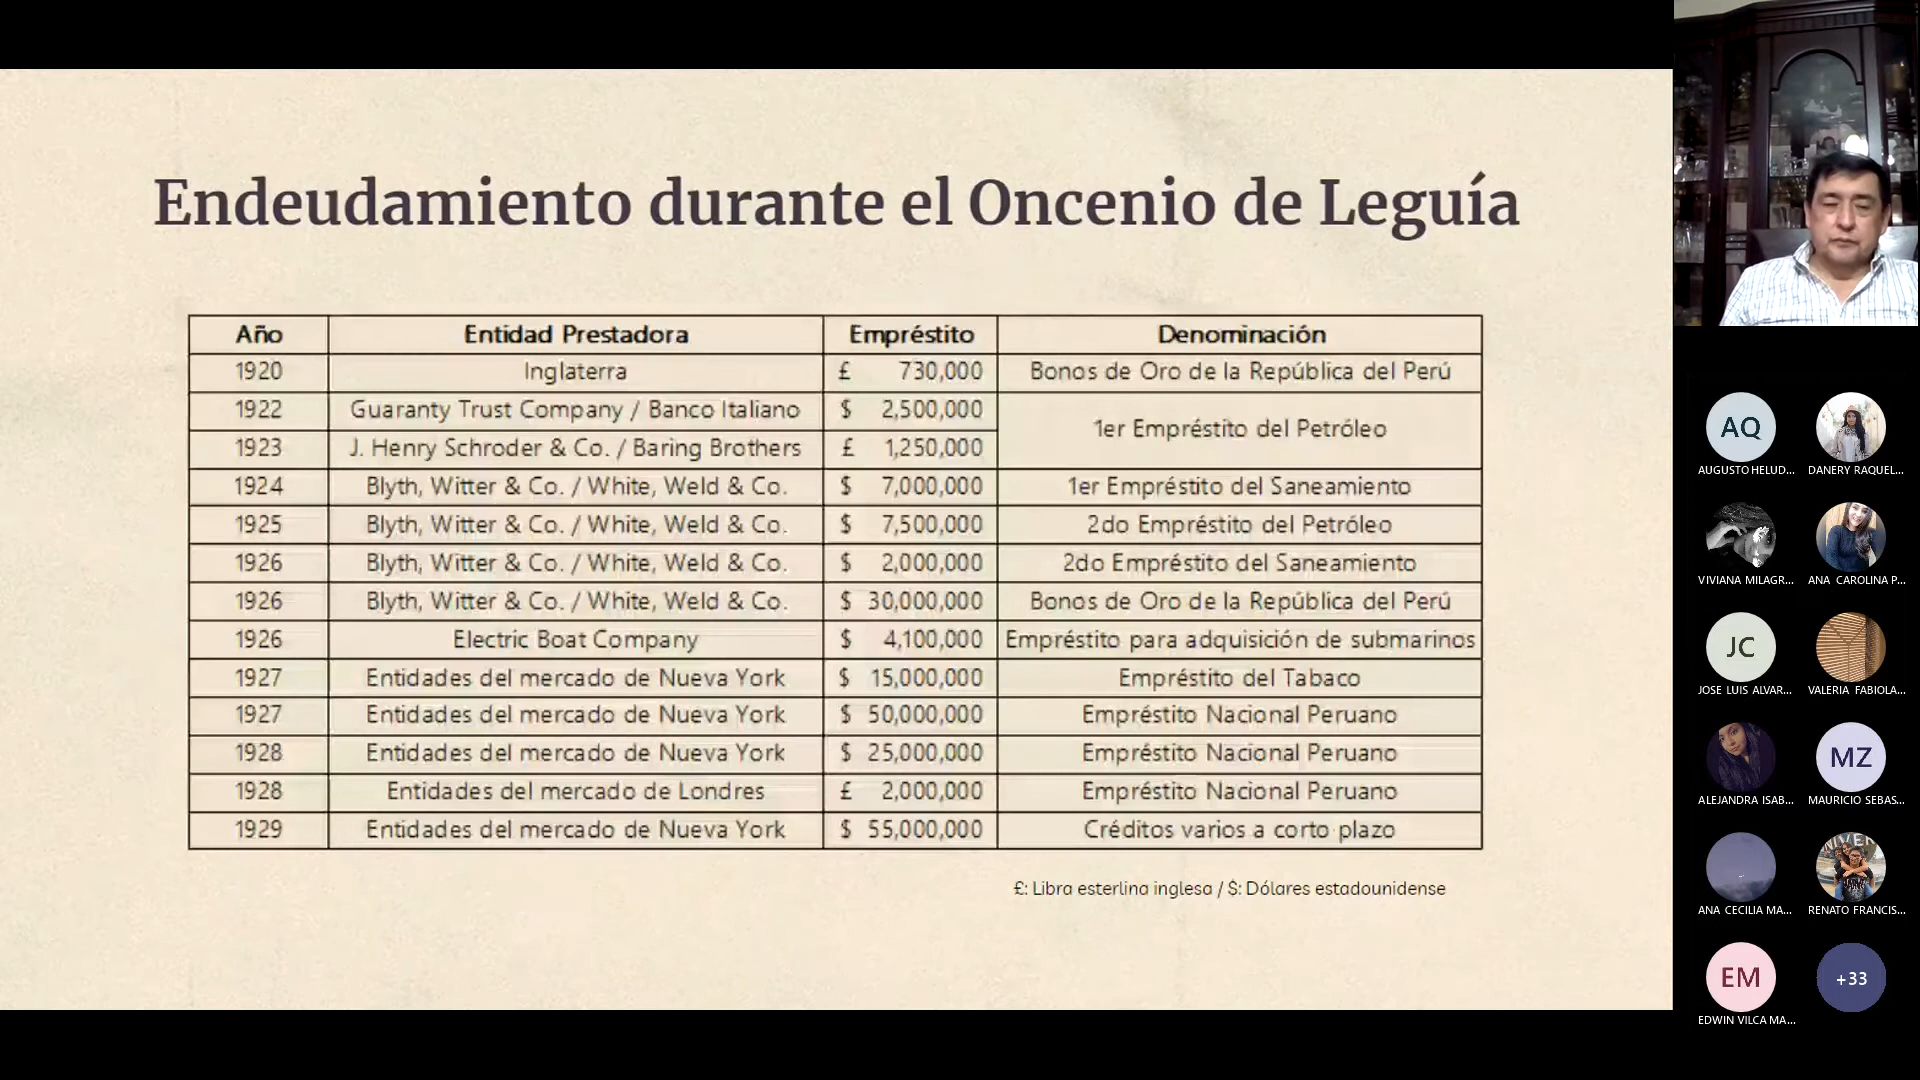 Endeudamiento durante el Oncenio de Leguía
Año Entidad Prestadora Empréstito Denominación
1920 Inglaterra £ 730,000 Bonos de Oro de la República del Perú
1922 Guaranty Trust Company / Banco Italiano $ 2,500,000 1er Empréstito del Petróleo
1923 J. Henry Schroder & Co. / Baring Brothers £ 1,250,000
1924 Blyth, Witter & Co. / White, Weld & Co. $ 7,000,000 1er Empréstito del Saneamiento
1925 Blyth, Witter & Co. / White, Weld & Co. $ 7,500,000 2do Empréstito del Petróleo
1926 Blyth, Witter & Co. / White, Weld & Co. $ 2,000,000 2do Empréstito del Saneamiento
1926 Blyth, Witter & Co. / White, Weld & Co. $ 30,000,000 Bonos de Oro de la República del Perú
1926 Electric Boat Company $ 4,100,000 Empréstito para adquisición de submarinos
1927 Entidades del mercado de Nueva York $ 15,000,000 Empréstito del Tabaco
1927 Entidades del mercado de Nueva York $ 50,000,000 Empréstito Nacional Peruano
1928 Entidades del mercado de Nueva York $ 25,000,000 Empréstito Nacional Peruano
1928 Entidades del mercado de Londres £ 2,000,000 Empréstito Nacional Peruano
1929 Entidades del mercado de Nueva York $ 55,000,000 Créditos varios a corto plazo
£: Libra esterlina inglesa / $: Dólares estadounidense
AQ
AUGUSTO HELUD... DANERY RAQUEL...
VIVIANA MILAGR... ANA CAROLINA P...
JC
JOSE LUIS ALVAR... VALERIA FABIOLA...
MZ
ALEJANDRA ISAB... MAURICIO SEBAS...
ANA CECILIA MA... RENATO FRANCIS...
EM +33
EDWIN VILCA MA...